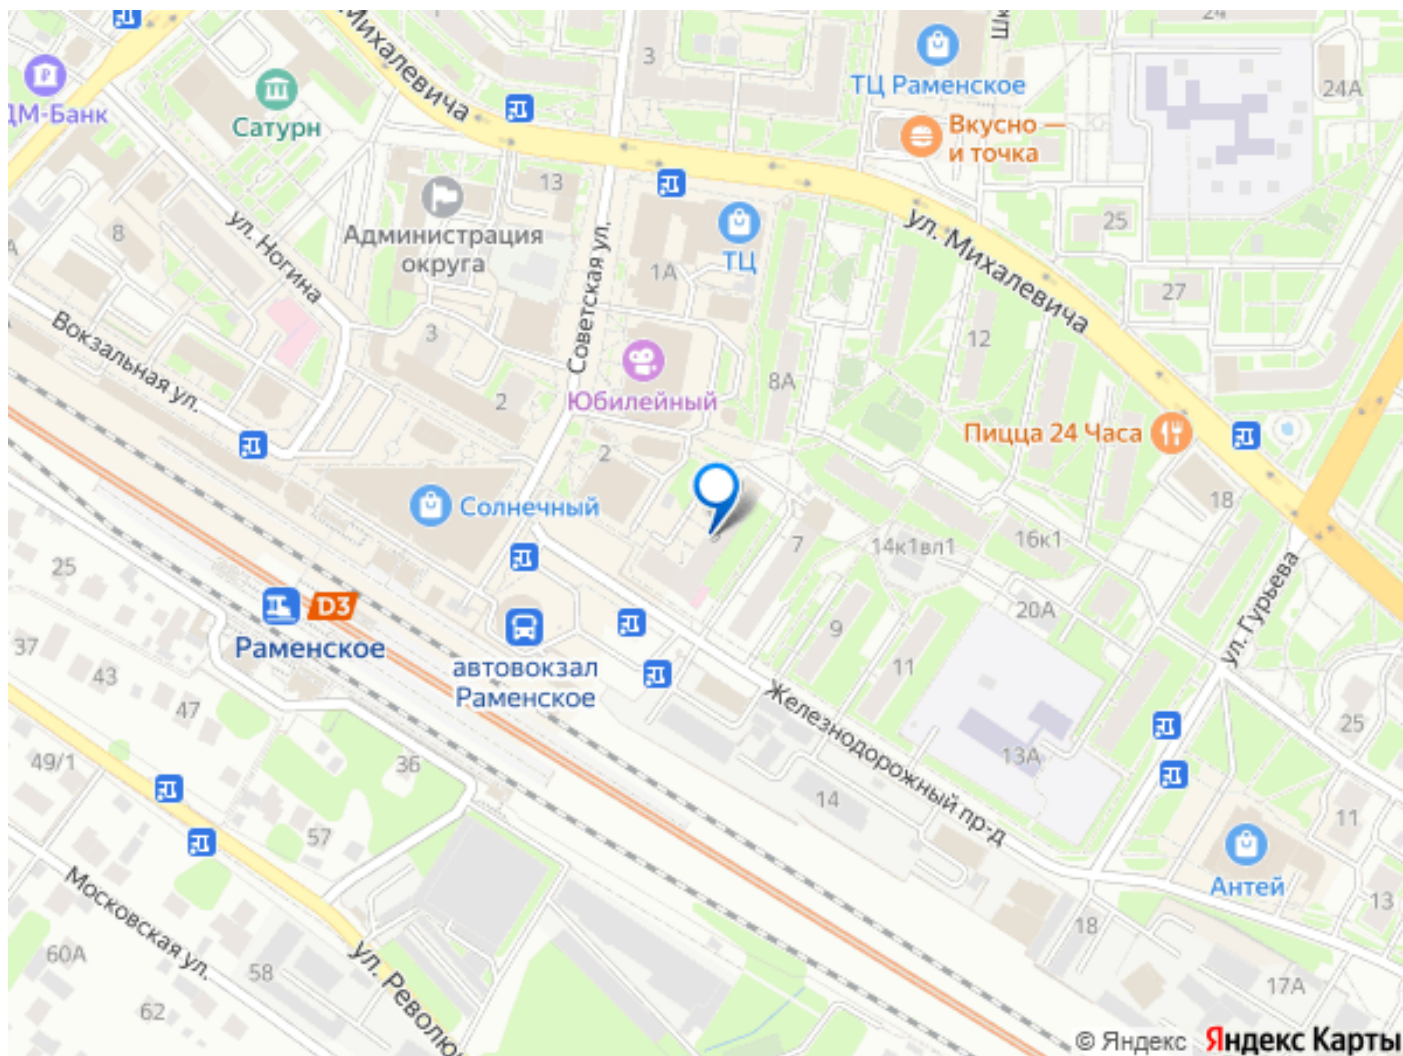 24
Михалевича
3
ТЦ Раменское
24А
ДМ-Банк
Сатурн
Вкусно —
и точка
13
Администрация
округа
8
ул. Ногина
Советская ул.
1А
ТЦ
25
ул. Михалевича
27
Вокзальная ул.
3
12
8А
2
Юбилейный
Пицца 24 Часа
2
Солнечный
18
7
14к1вл1
16к1
25
D3
Раменское
20А
ул. Гурьева
37
автовокзал
Раменское
9
11
43
47
Железнодорожный пр-д
25
49/1
36
13А
14
57
11
Антей
Московская ул.
13
18
60А
58
ул. Револю
17А
62
© Яндекс Яндекс Карты